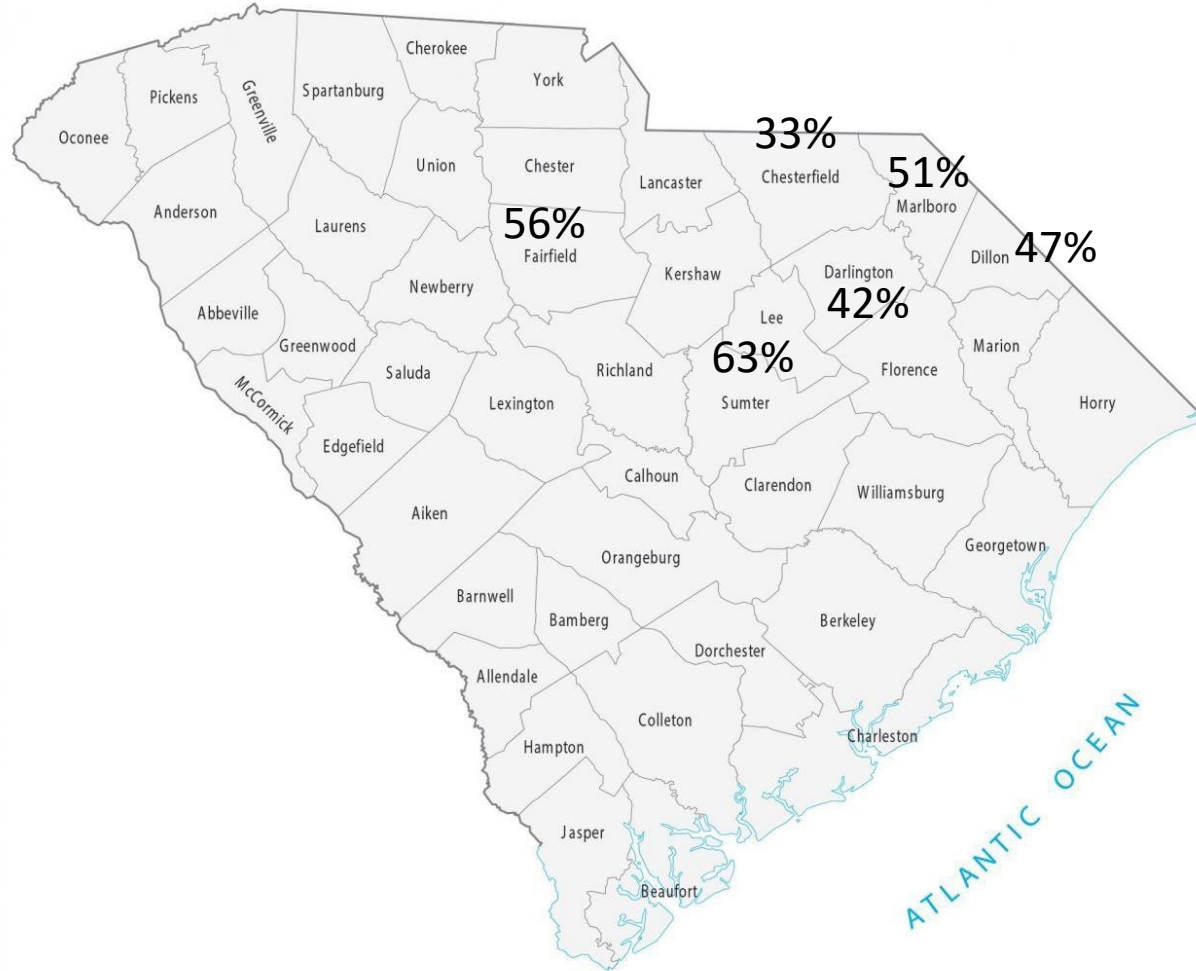 Cherokee
York
Spartanburg
Greenville
Pickens
Oconee
33%
Union
Chester
Lancaster
Chesterfield
51%
Marlboro
Anderson
Laurens
56%
Fairfield
Dillon 47%
Kershaw
Darlington
42%
Newberry
Abbeville
Lee
63%
Greenwood
Marion
Saluda
Richland
Florence
McCormick
Lexington
Sumter
Horry
Edgefield
Calhoun
Clarendon
Williamsburg
Aiken
Georgetown
Orangeburg
Barnwell
Bamberg
Berkeley
Dorchester
Allendale
Colleton
Charleston
Hampton
Jasper
Beaufort
ATLANTIC OCEAN